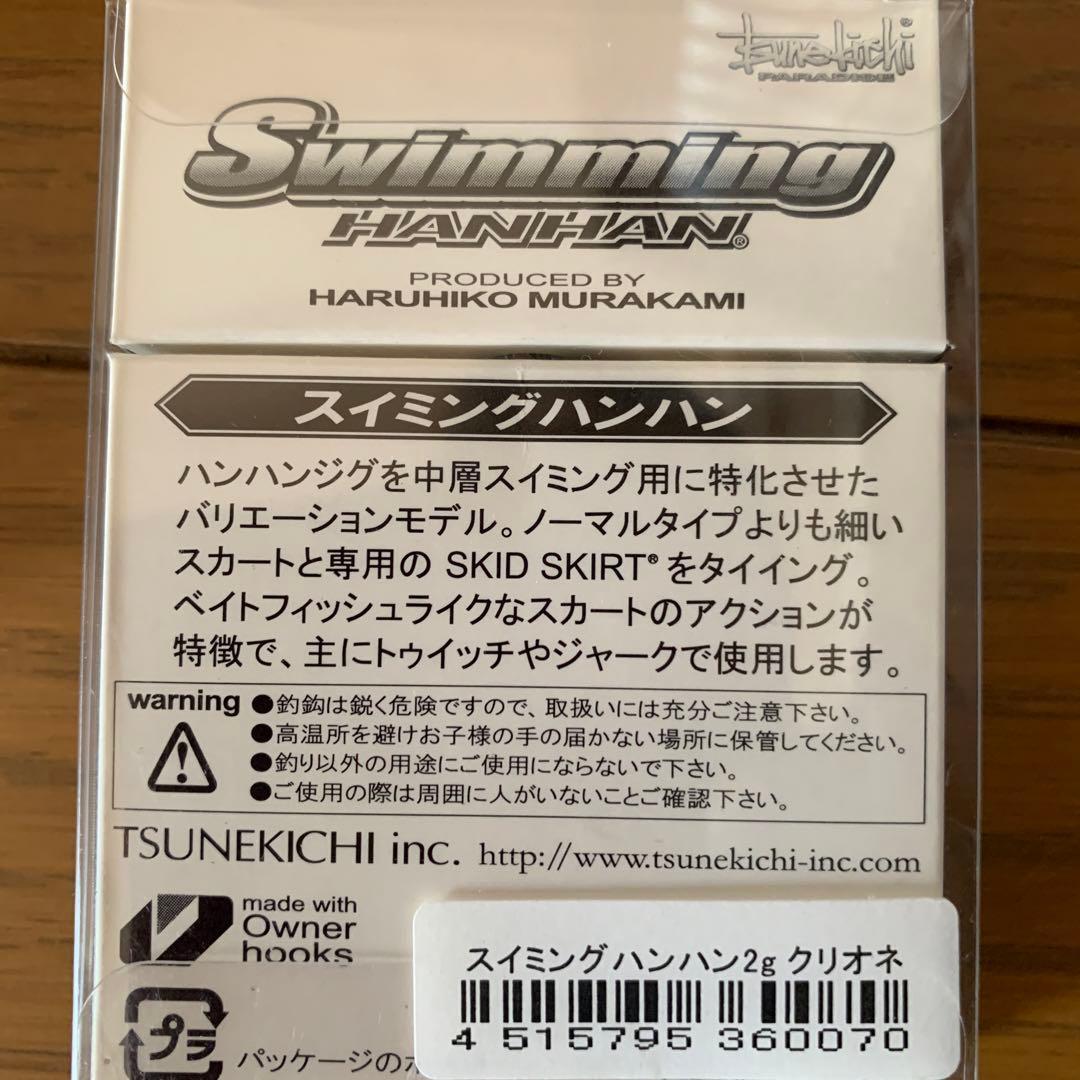 tsunekichi
PARADISE
Swimming
HANHAN®
PRODUCED BY
HARUHIKO MURAKAMI
スイミングハンハン
ハンハンジグを中層スイミング用に特化させた
バリエーションモデル。ノーマルタイプよりも細い
スカートと専用の SKID SKIRT®をタイイング。
ベイトフィッシュライクなスカートのアクションが
特徴で、主にトゥイッチやジャークで使用します。
warning
●釣鈎は鋭く危険ですので、取扱いには充分ご注意下さい。
●高温所を避けお子様の手の届かない場所に保管してください。
●釣り以外の用途にご使用にならないで下さい。
●ご使用の際は周囲に人がいないことご確認下さい。
TSUNEKICHI inc. http://www.tsunekichi-inc.com
made with
Owner
hooks
スイミングハンハン2g クリオネ
4 515795 360070
プラ
パッケージの